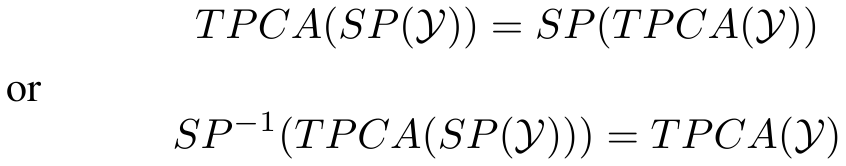 TPCA(SP(𝒴)) = SP(TPCA(𝒴))
or
SP⁻¹(TPCA(SP(𝒴))) = TPCA(𝒴)